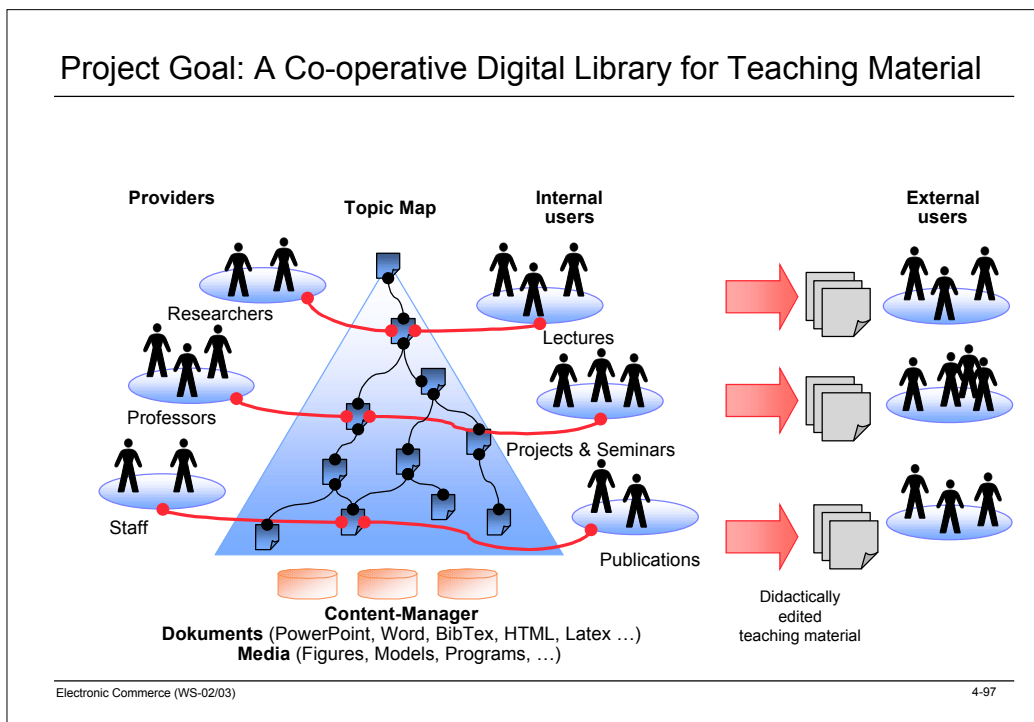 Project Goal: A Co-operative Digital Library for Teaching Material
Providers
Topic Map
Internal
users
External
users
Researchers
Lectures
Professors
Projects & Seminars
Staff
Publications
Content-Manager
Dokuments (PowerPoint, Word, BibTex, HTML, Latex …)
Media (Figures, Models, Programs, …)
Didactically
edited
teaching material
Electronic Commerce (WS-02/03)
4-97